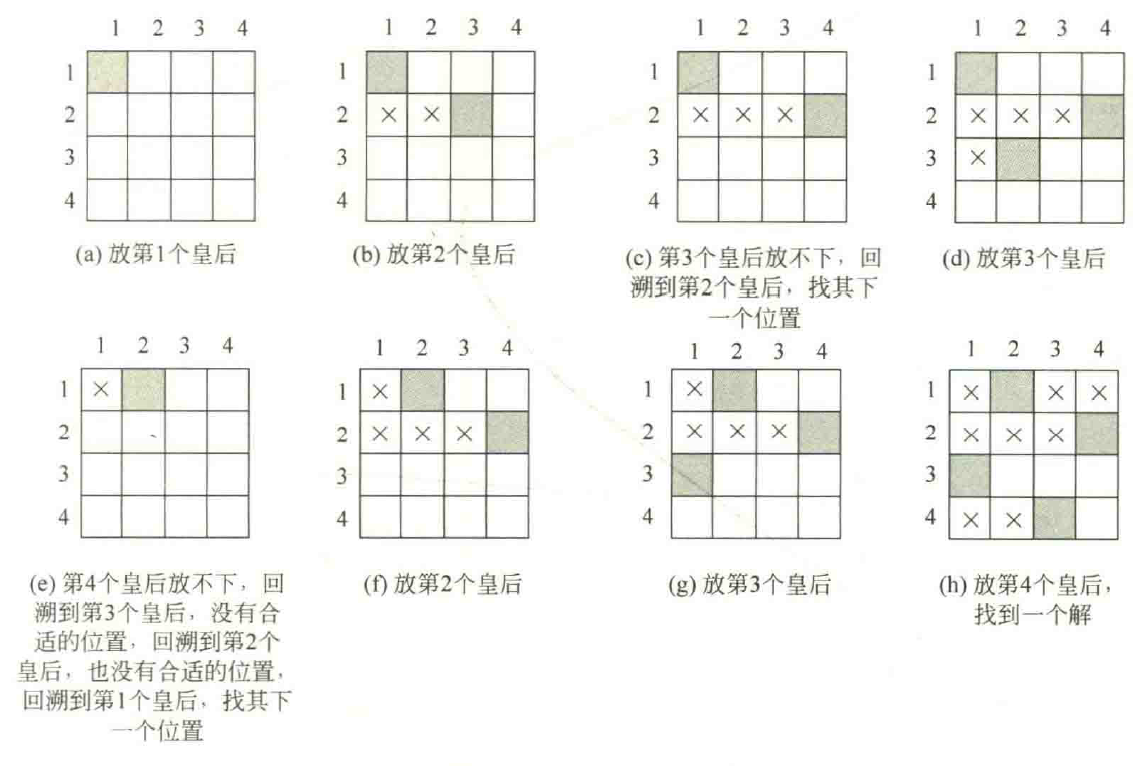 1 2 3 4
1
2
3
4
(a) 放第1个皇后
1 2 3 4
1
2 × ×
3
4
(b) 放第2个皇后
1 2 3 4
1
2 × × ×
3
4
(c) 第3个皇后放不下，回
溯到第2个皇后，找其下
一个位置
1 2 3 4
1
2 × × ×
3 ×
4
(d) 放第3个皇后
1 2 3 4
1 ×
2
3
4
(e) 第4个皇后放不下，回
溯到第3个皇后，没有合
适的位置，回溯到第2个
皇后，也没有合适的位置，
回溯到第1个皇后，找其下
一个位置
1 2 3 4
1 ×
2 × × ×
3
4
(f) 放第2个皇后
1 2 3 4
1 ×
2 × × ×
3
4
(g) 放第3个皇后
1 2 3 4
1 × × ×
2 × × ×
3
4 × ×
(h) 放第4个皇后，
找到一个解